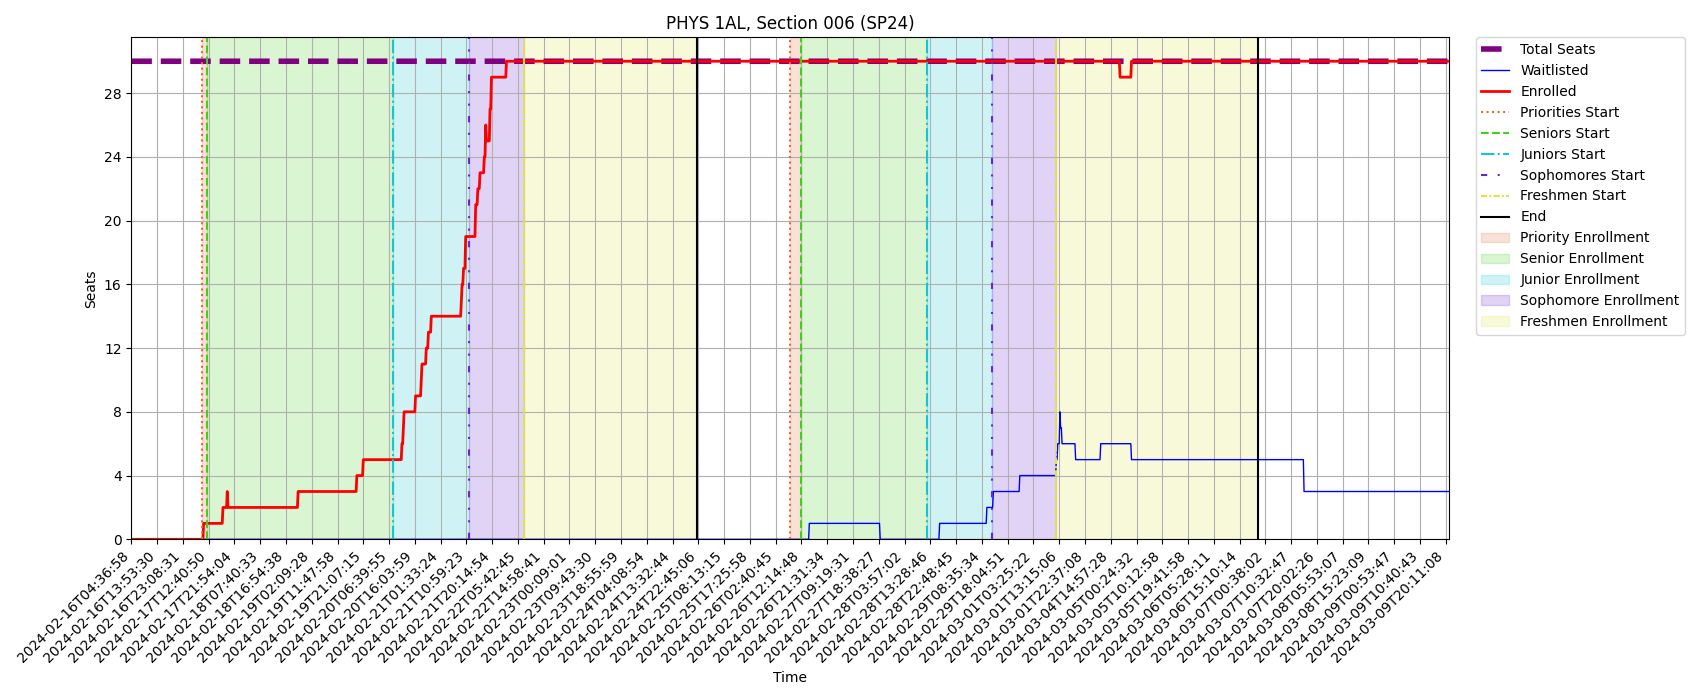 PHYS 1AL, Section 006 (SP24)
Total Seats
Waitlisted
Enrolled
Priorities Start
Seniors Start
Juniors Start
Sophomores Start
Freshmen Start
End
Priority Enrollment
Senior Enrollment
Junior Enrollment
Sophomore Enrollment
Freshmen Enrollment
Seats
28
24
20
16
12
8
4
0
2024-02-16T04:36:58
2024-02-16T13:53:30
2024-02-16T23:08:31
2024-02-17T12:40:50
2024-02-17T21:54:04
2024-02-18T07:40:33
2024-02-18T16:54:38
2024-02-19T02:09:28
2024-02-19T11:47:58
2024-02-19T21:07:15
2024-02-20T06:39:55
2024-02-20T16:03:59
2024-02-21T01:33:24
2024-02-21T10:59:23
2024-02-21T20:14:54
2024-02-22T05:42:45
2024-02-22T14:58:41
2024-02-23T00:09:01
2024-02-23T09:43:30
2024-02-23T18:55:59
2024-02-24T04:08:54
2024-02-24T13:32:44
2024-02-24T22:45:06
2024-02-25T08:13:15
2024-02-25T17:25:58
2024-02-26T02:40:45
2024-02-26T12:14:48
2024-02-26T21:31:34
2024-02-27T09:19:31
2024-02-27T18:38:27
2024-02-28T03:57:02
2024-02-28T13:28:46
2024-02-28T22:48:45
2024-02-29T08:35:34
2024-02-29T18:04:51
2024-03-01T03:25:22
2024-03-01T13:15:06
2024-03-01T22:37:08
2024-03-04T14:57:28
2024-03-05T00:24:32
2024-03-05T10:12:58
2024-03-05T19:41:58
2024-03-06T05:28:11
2024-03-06T15:10:14
2024-03-07T00:38:02
2024-03-07T10:32:47
2024-03-07T20:02:26
2024-03-08T05:53:07
2024-03-08T15:23:09
2024-03-09T00:53:47
2024-03-09T10:40:43
2024-03-09T20:11:08
Time